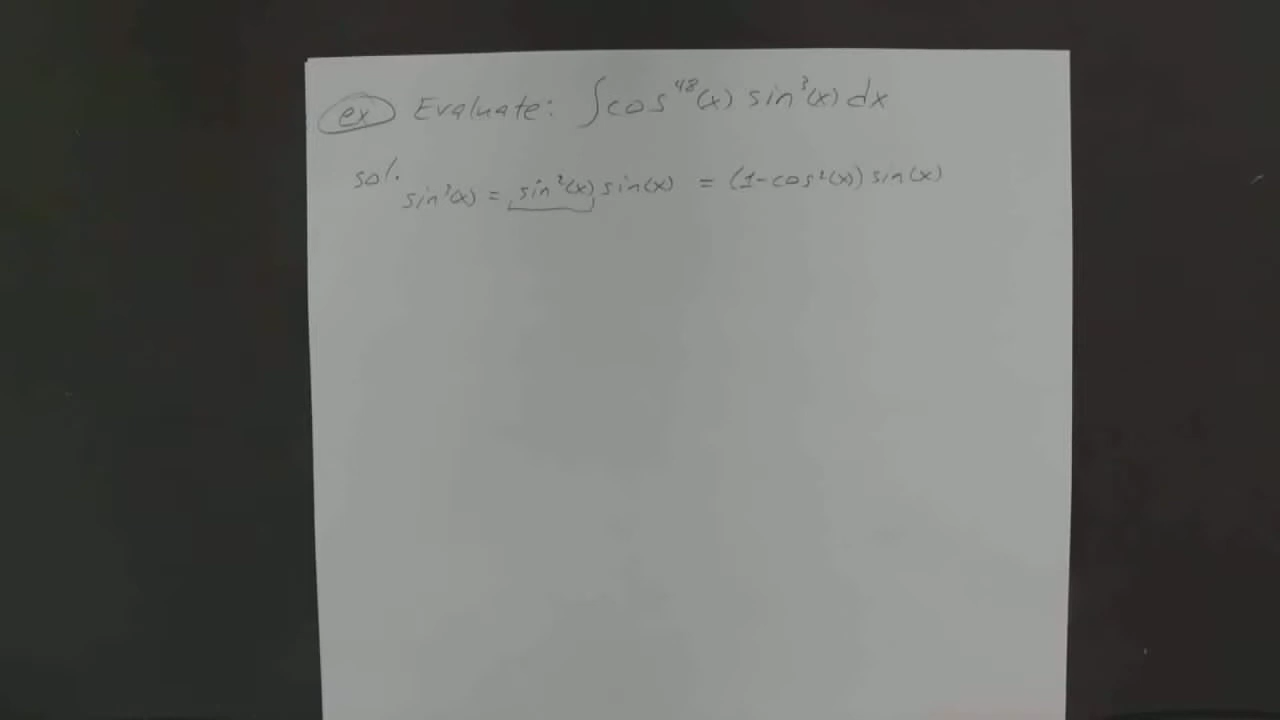 ex Evaluate: ∫cos⁴⁸(x) sin³(x) dx
sol.
sin³(x) = sin²(x) sin(x) = (1-cos²(x)) sin(x)